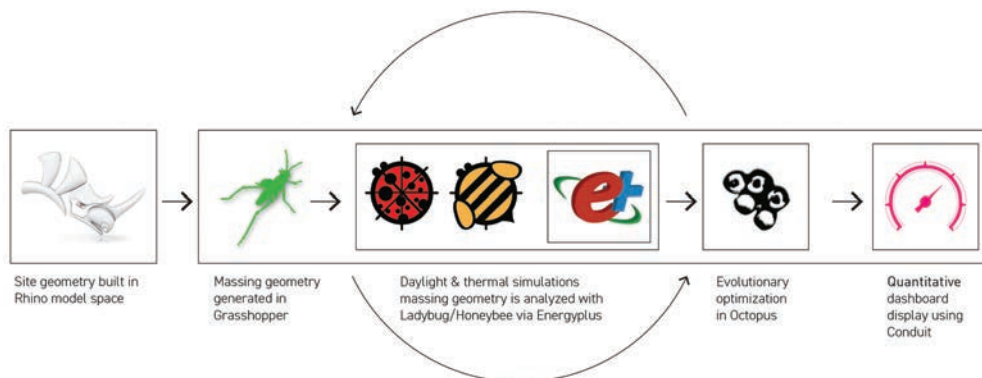 Site geometry built in
Rhino model space
Massing geometry
generated in
Grasshopper
Daylight & thermal simulations
massing geometry is analyzed with
Ladybug/Honeybee via Energyplus
e+
Evolutionary
optimization
in Octopus
Quantitative
dashboard
display using
Conduit